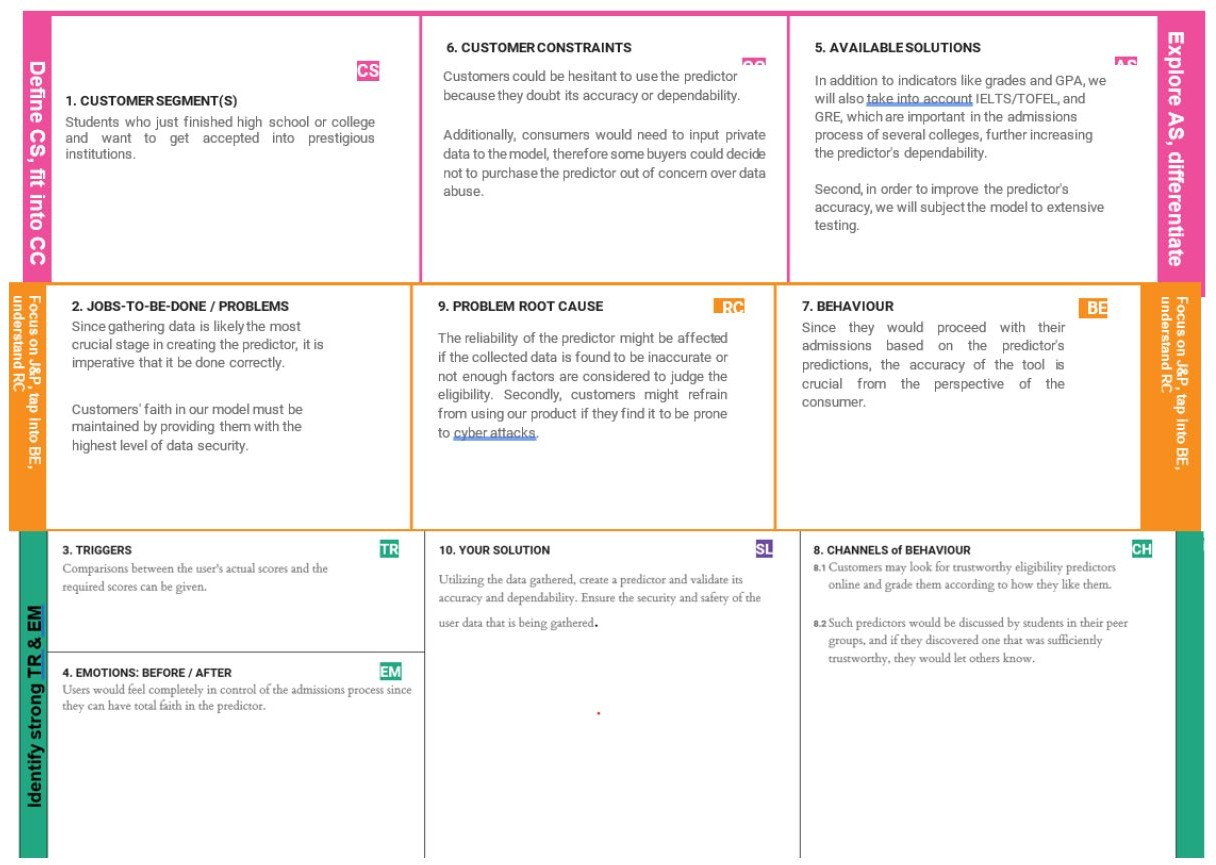 Define CS, fit into CC
CS
1. CUSTOMER SEGMENT(S)
Students who just finished high school or college
and want to get accepted into prestigious
institutions.
6. CUSTOMER CONSTRAINTS
Customers could be hesitant to use the predictor
because they doubt its accuracy or dependability.
Additionally, consumers would need to input private
data to the model, therefore some buyers could decide
not to purchase the predictor out of concern over data
abuse.
5. AVAILABLE SOLUTIONS
AS
In addition to indicators like grades and GPA, we
will also take into account IELTS/TOFEL, and
GRE, which are important in the admissions
process of several colleges, further increasing
the predictor's dependability.
Second, in order to improve the predictor's
accuracy, we will subject the model to extensive
testing.
Explore AS, differentiate
Focus on J&P, tap into BE,
understand RC
2. JOBS-TO-BE-DONE / PROBLEMS
Since gathering data is likely the most
crucial stage in creating the predictor, it is
imperative that it be done correctly.
Customers' faith in our model must be
maintained by providing them with the
highest level of data security.
9. PROBLEM ROOT CAUSE
RC
The reliability of the predictor might be affected
if the collected data is found to be inaccurate or
not enough factors are considered to judge the
eligibility. Secondly, customers might refrain
from using our product if they find it to be prone
to cyber attacks.
7. BEHAVIOUR
BE
Since they would proceed with their
admissions based on the predictor's
predictions, the accuracy of the tool is
crucial from the perspective of the
consumer.
Focus on J&P, tap into BE,
understand RC
Identify strong TR & EM
3. TRIGGERS
TR
Comparisons between the user's actual scores and the
required scores can be given.
4. EMOTIONS: BEFORE / AFTER
EM
Users would feel completely in control of the admissions process since
they can have total faith in the predictor.
10. YOUR SOLUTION
SL
Utilizing the data gathered, create a predictor and validate its
accuracy and dependability. Ensure the security and safety of the
user data that is being gathered.
8. CHANNELS of BEHAVIOUR
CH
8.1 Customers may look for trustworthy eligibility predictors
online and grade them according to how they like them.
8.2 Such predictors would be discussed by students in their peer
groups, and if they discovered one that was sufficiently
trustworthy, they would let others know.